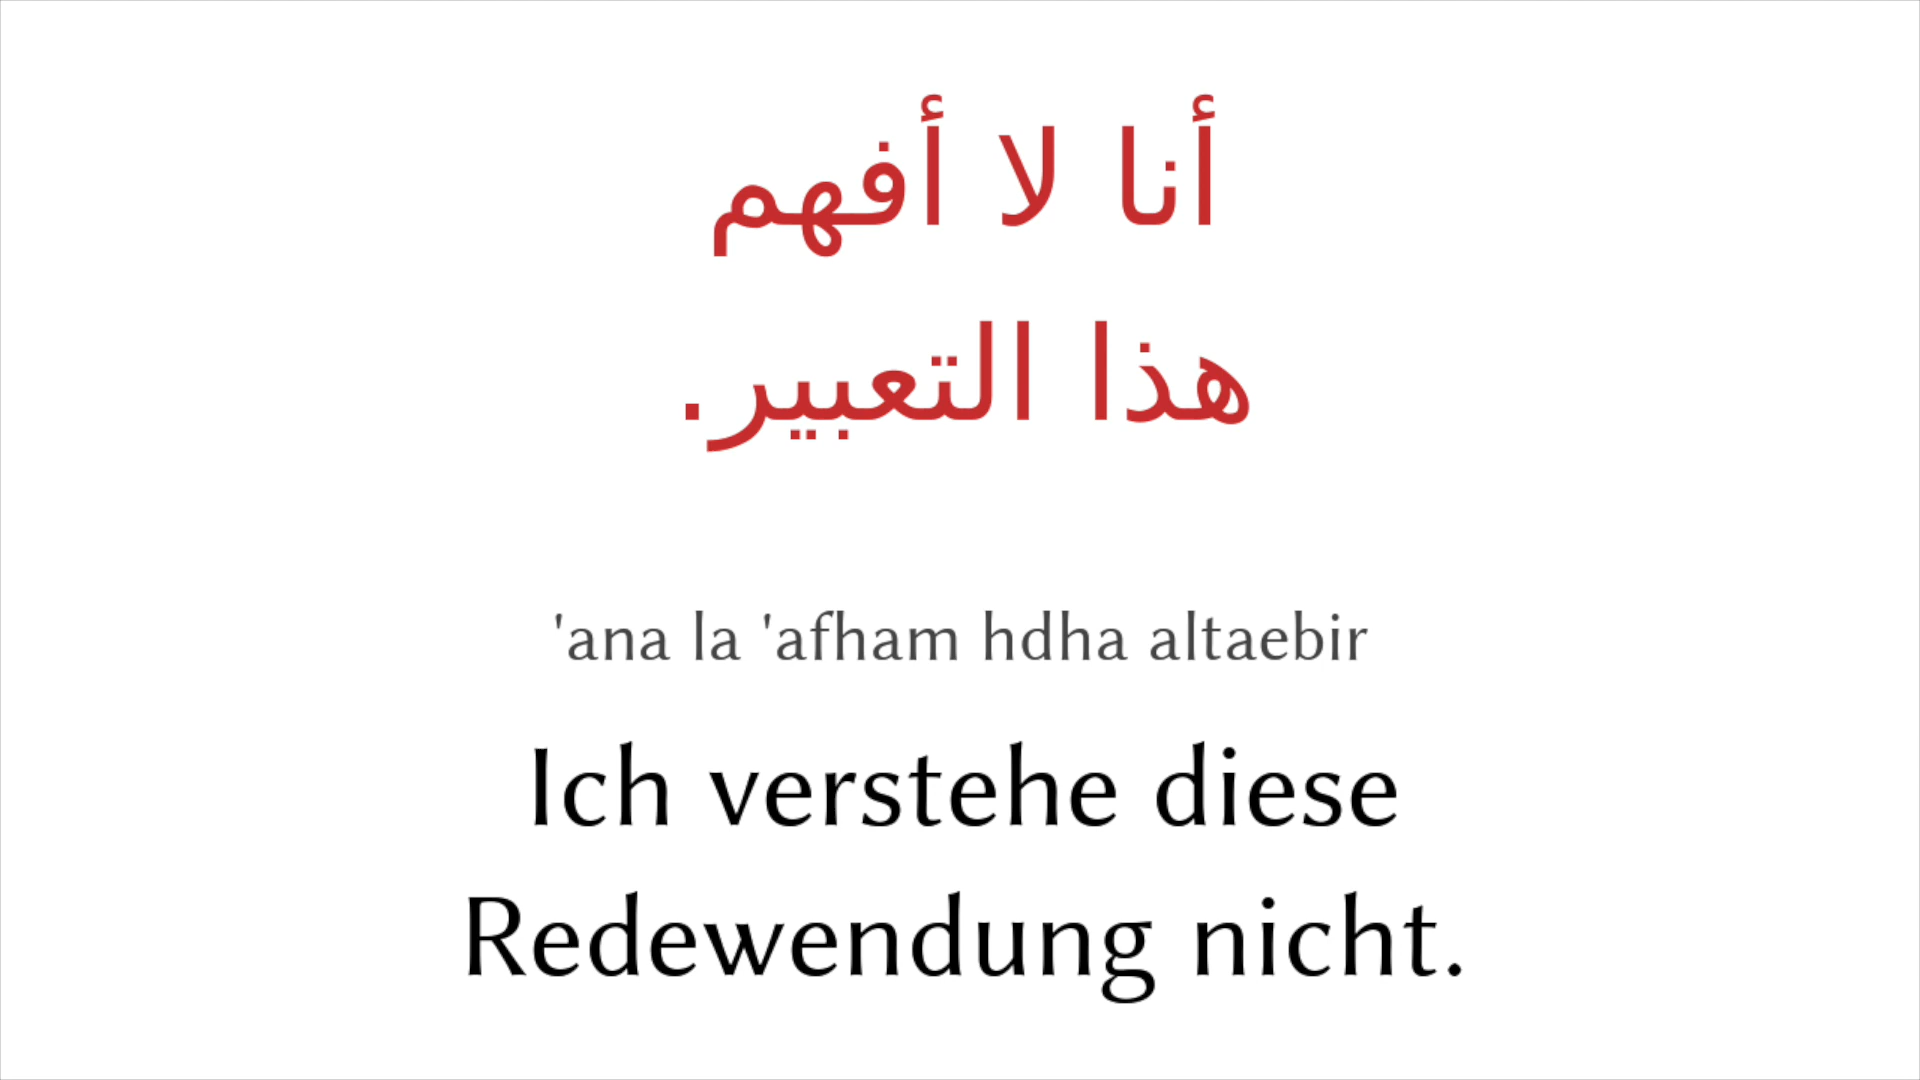 أنا لا أفهم
هذا التعبير.
'ana la 'afham hdha altaebir
Ich verstehe diese
Redewendung nicht.